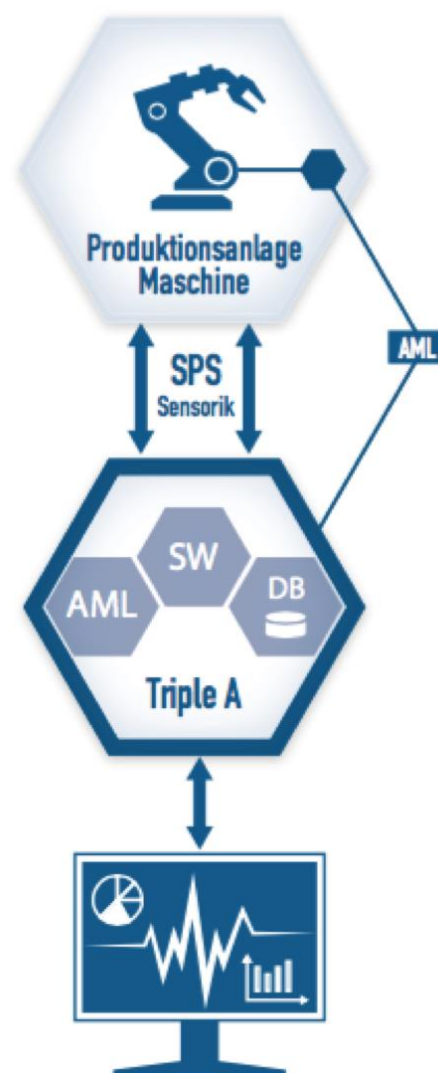 Produktionsanlage
Maschine
AML
SPS
Sensorik
SW
AML
DB
Triple A